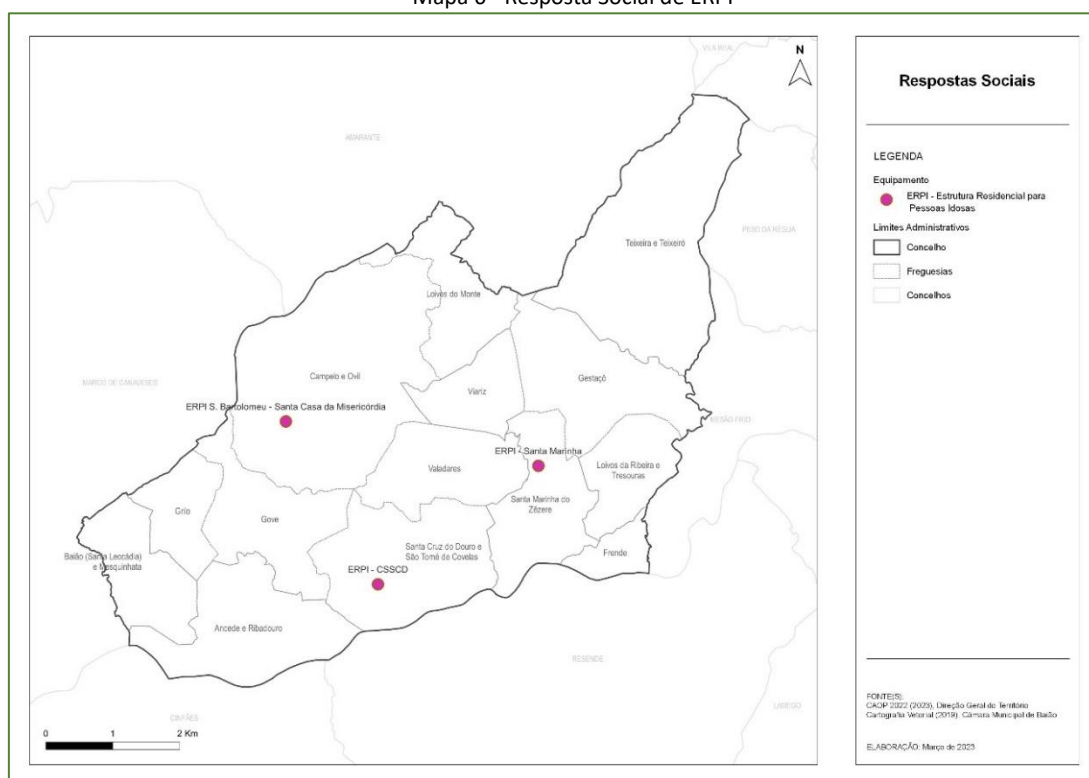 Mapa 6 - Resposta Social de ERPI
N
VILA REAL
AMARANTE
Teixeira e Teixeiró
PESO DA RÉGUA
Loivos do Monte
MARCO DE CANAVESES
Campelo e Ovil
Viariz
Gestaçô
ERPI S. Bartolomeu - Santa Casa da Misericórdia
MESÃO FRIO
ERPI - Santa Marinha
Valadares
Loivos da Ribeira e
Tresouras
Santa Marinha do
Zêzere
Grilo
Gove
Baião (Santa Leocádia)
e Mesquinhata
Santa Cruz do Douro e
São Tomé de Covelas
Frende
ERPI - CSSCD
Ancede e Ribadouro
RESENDE
LAMEGO
CINFÃES
0 1 2 Km
Respostas Sociais
LEGENDA
Equipamento
ERPI - Estrutura Residencial para
Pessoas Idosas
Limites Administrativos
Concelho
Freguesias
Concelhos
FONTE(S):
CAOP 2022 (2023), Direção Geral do Território
Cartografia Vetorial (2019), Câmara Municipal de Baião
ELABORAÇÃO: Março de 2023